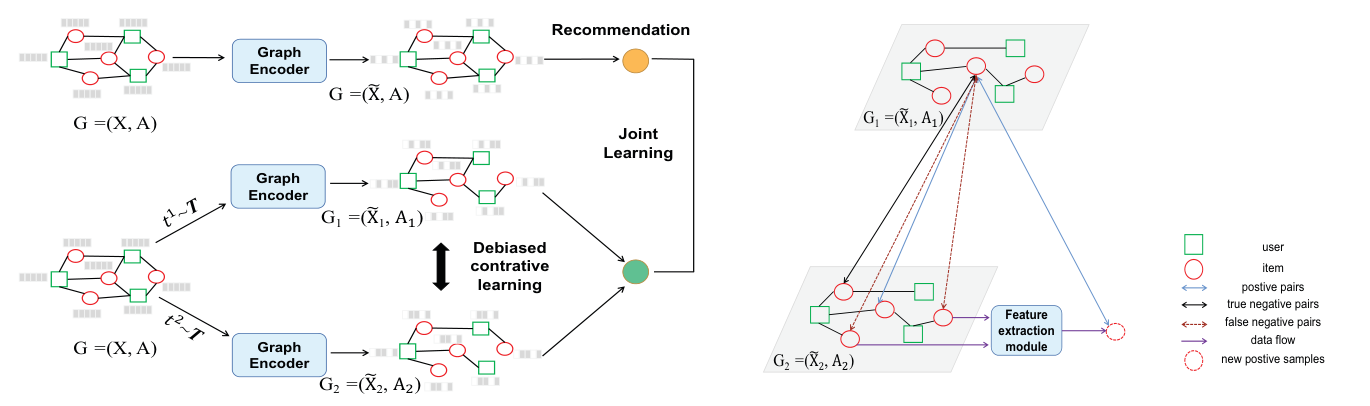 Graph
Encoder
Recommendation
G =(X̃, A)
G =(X, A)
Joint
Learning
t¹~T
Graph
Encoder
G₁ =(X̃₁, A₁)
Debiased
contrative
learning
G =(X, A)
t²~T
Graph
Encoder
G₂ =(X̃₂, A₂)
G₁ =(X̃₁, A₁)
Feature
extraction
module
G₂ =(X̃₂, A₂)
user
item
postive pairs
true negative pairs
false negative pairs
data flow
new postive samples